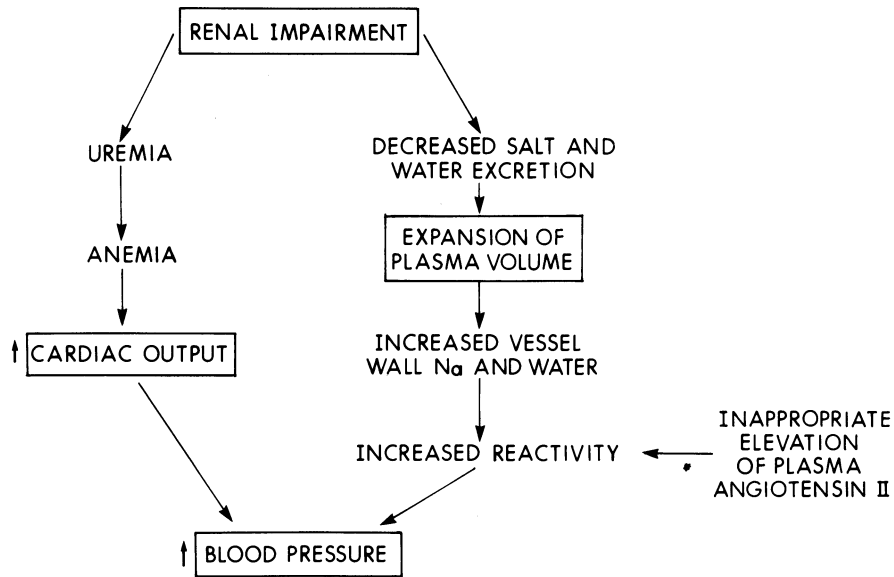 RENAL IMPAIRMENT
UREMIA
ANEMIA
↑ CARDIAC OUTPUT
DECREASED SALT AND
WATER EXCRETION
EXPANSION OF
PLASMA VOLUME
INCREASED VESSEL
WALL Na AND WATER
INCREASED REACTIVITY
INAPPROPRIATE
ELEVATION
OF PLASMA
ANGIOTENSIN II
↑ BLOOD PRESSURE